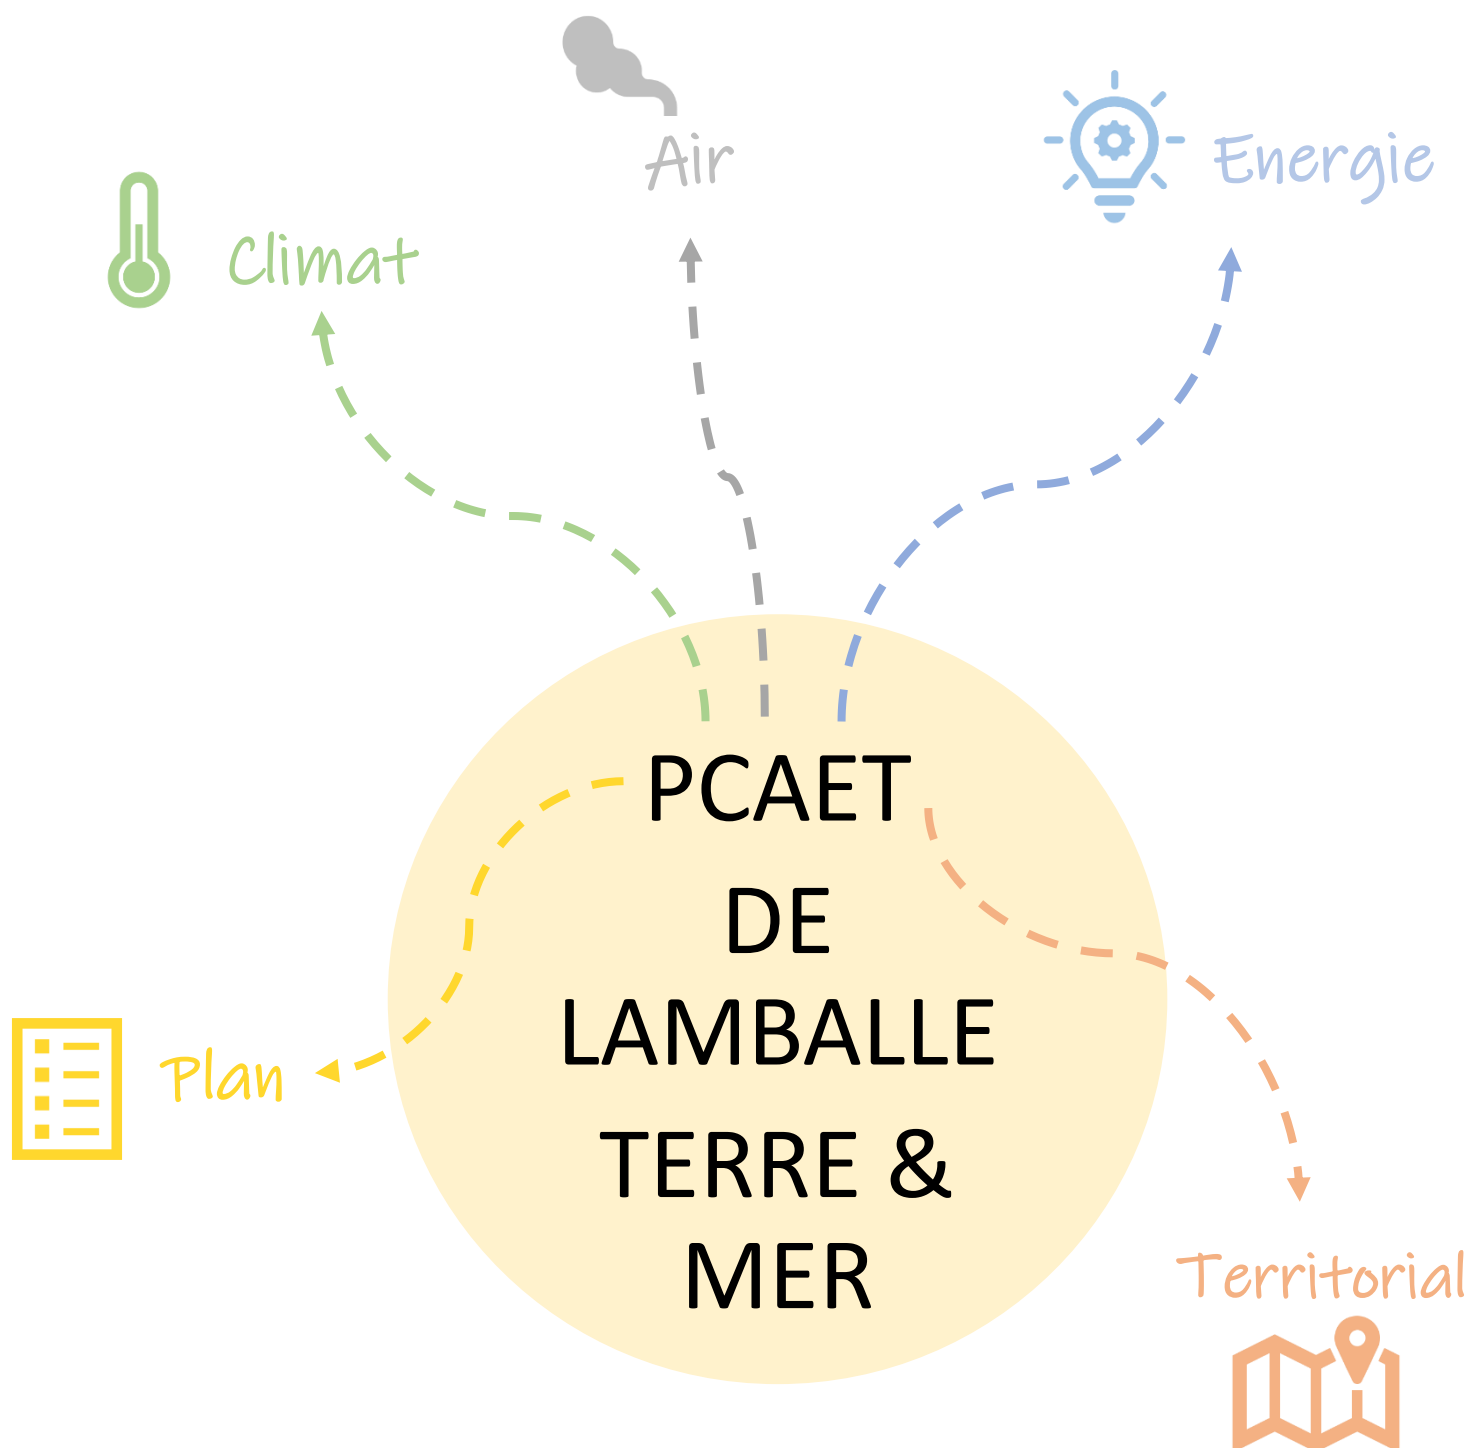 Air
Energie
Climat
PCAET
DE
LAMBALLE
TERRE &
MER
Plan
Territorial